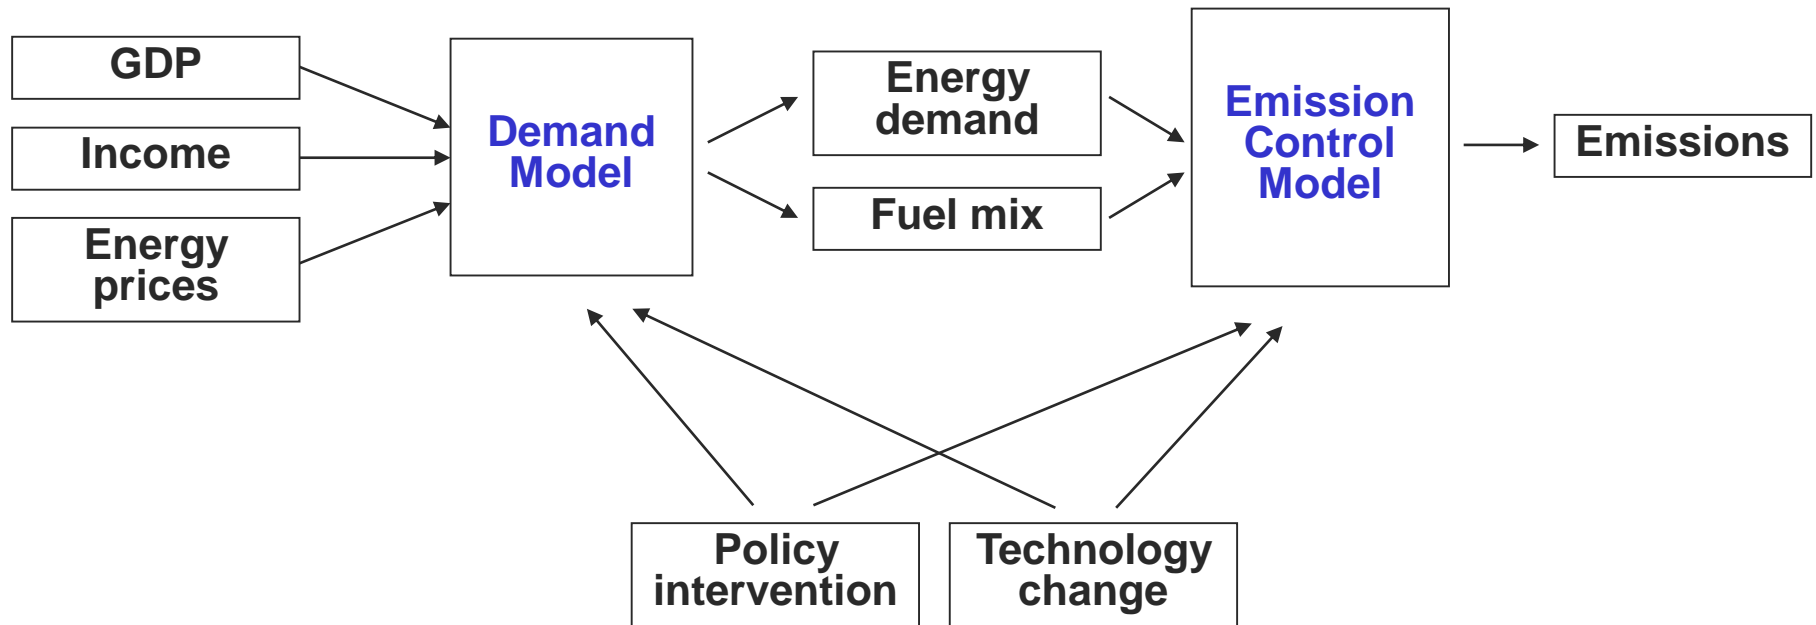 GDP
Income
Energy
prices
Demand
Model
Energy
demand
Fuel mix
Emission
Control
Model
Emissions
Policy
intervention
Technology
change